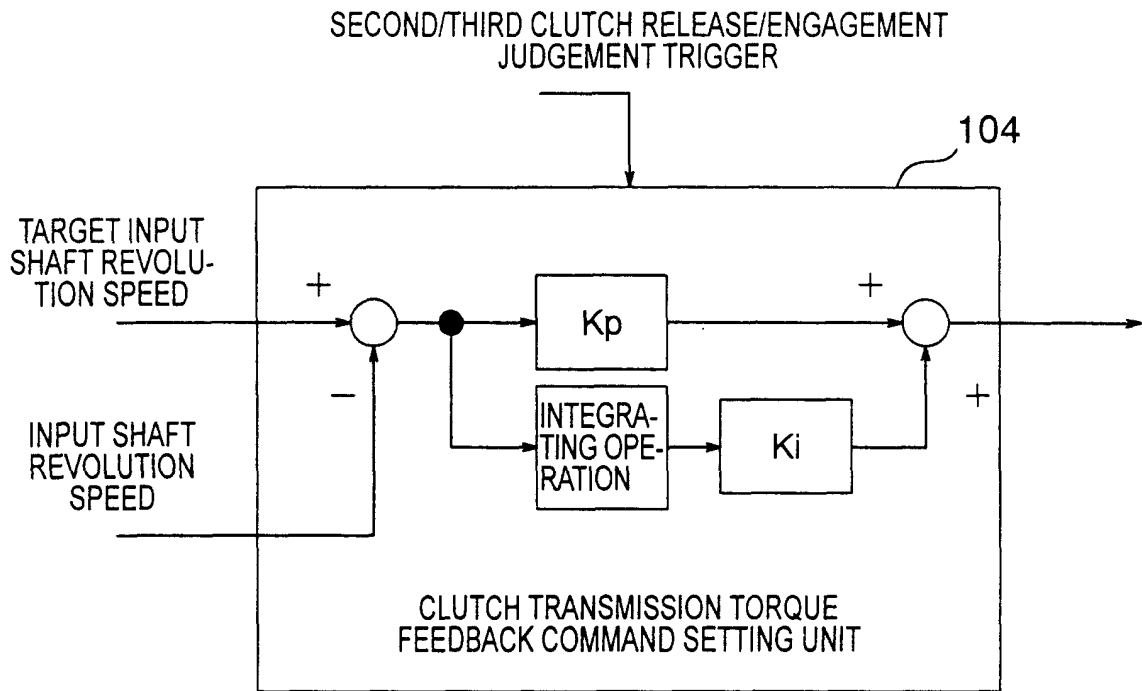 SECOND/THIRD CLUTCH RELEASE/ENGAGEMENT
JUDGEMENT TRIGGER
104
TARGET INPUT
SHAFT REVOLU-
TION SPEED
+
+
Kp
−
+
INTEGRA-
TING OPE-
RATION
Ki
INPUT SHAFT
REVOLUTION
SPEED
CLUTCH TRANSMISSION TORQUE
FEEDBACK COMMAND SETTING UNIT